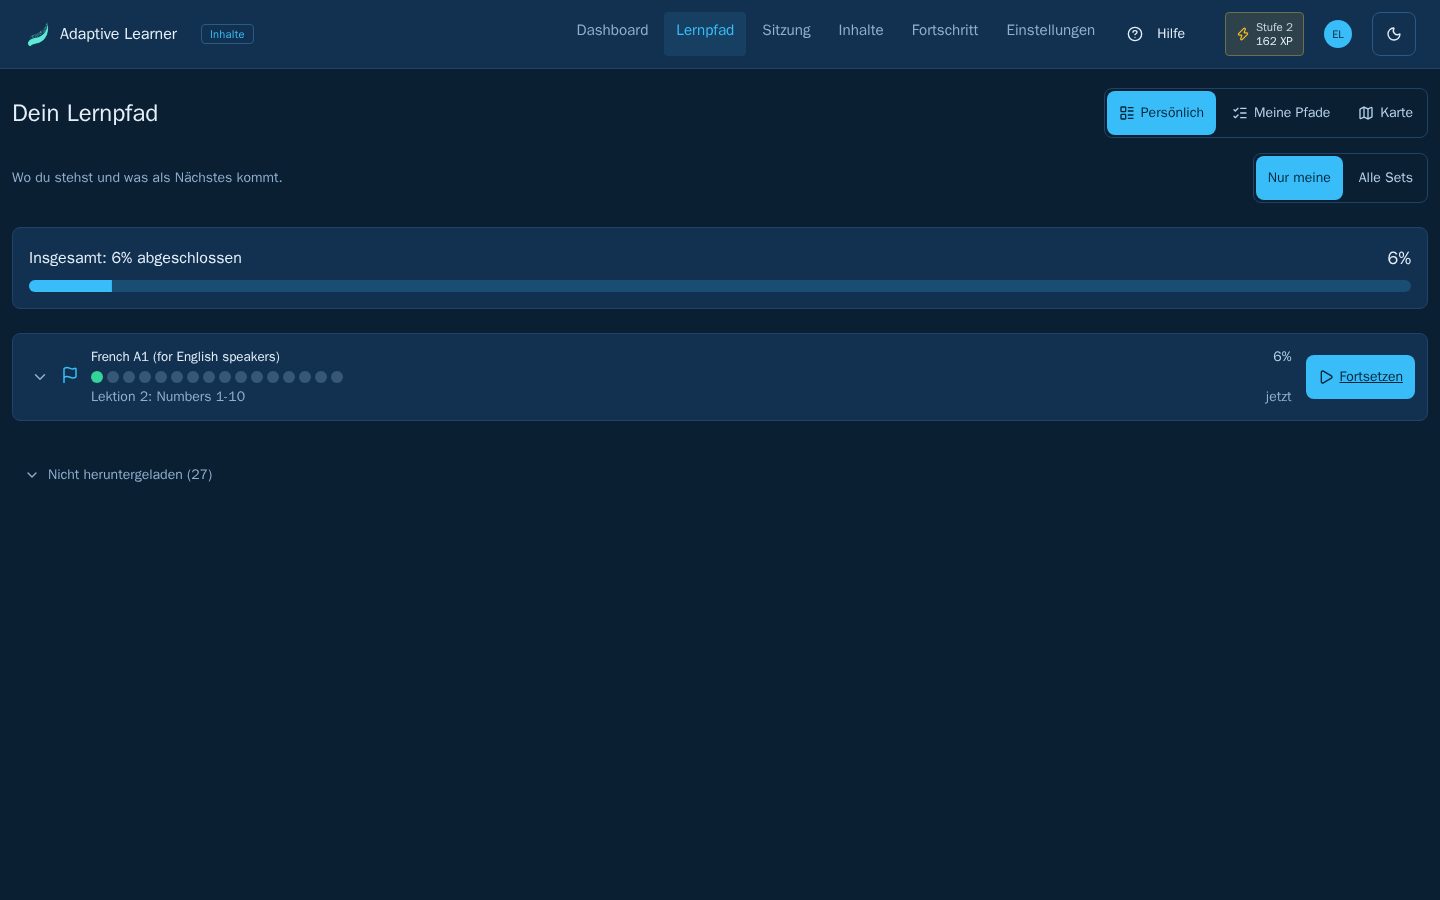 Adaptive Learner
Inhalte
Dashboard
Lernpfad
Sitzung
Inhalte
Fortschritt
Einstellungen
Hilfe
Stufe 2
162 XP
EL
Dein Lernpfad
Persönlich
Meine Pfade
Karte
Wo du stehst und was als Nächstes kommt.
Nur meine
Alle Sets
Insgesamt: 6% abgeschlossen
6%
French A1 (for English speakers)
6%
Lektion 2: Numbers 1-10
jetzt
Fortsetzen
Nicht heruntergeladen (27)